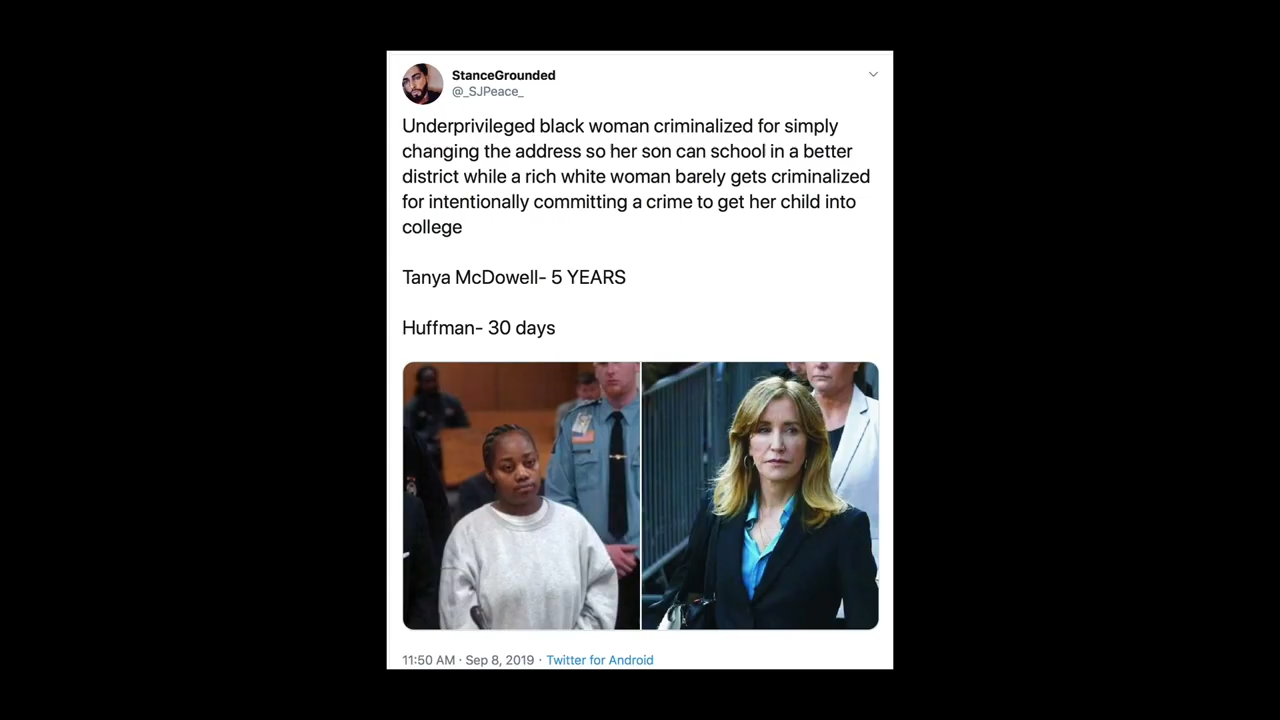 StanceGrounded
@_SJPeace_
Underprivileged black woman criminalized for simply
changing the address so her son can school in a better
district while a rich white woman barely gets criminalized
for intentionally committing a crime to get her child into
college
Tanya McDowell- 5 YEARS
Huffman- 30 days
11:50 AM · Sep 8, 2019 · Twitter for Android